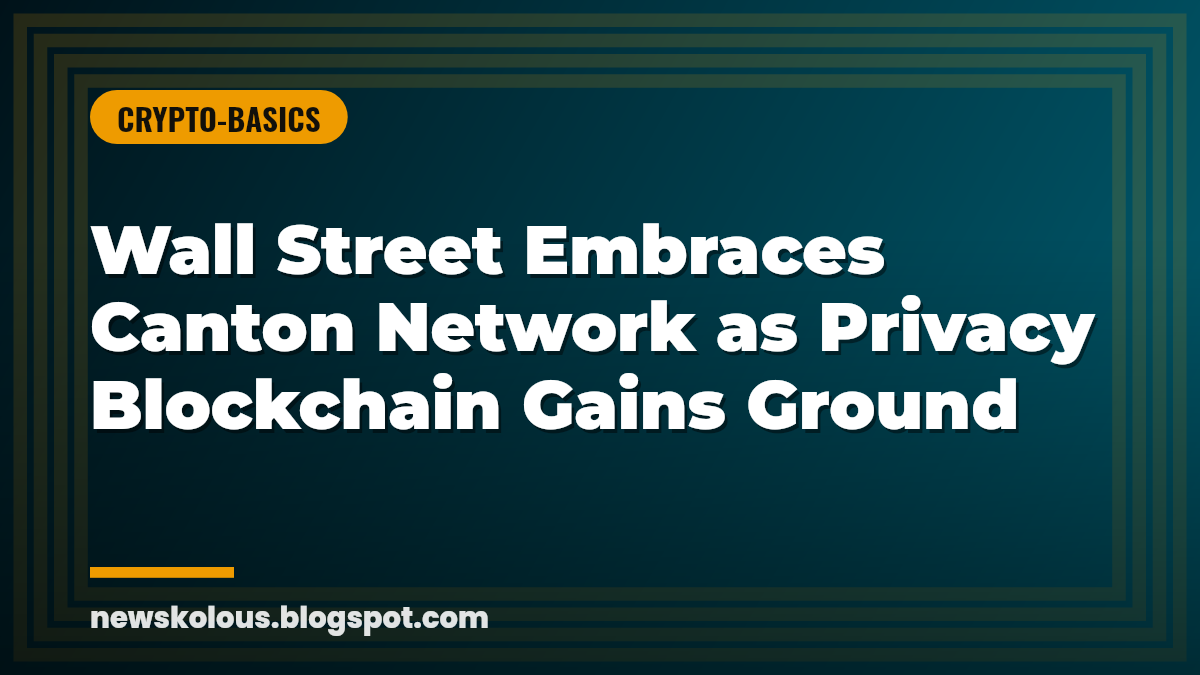 CRYPTO-BASICS
Wall Street Embraces
Canton Network as Privacy
Blockchain Gains Ground
newskolous.blogspot.com